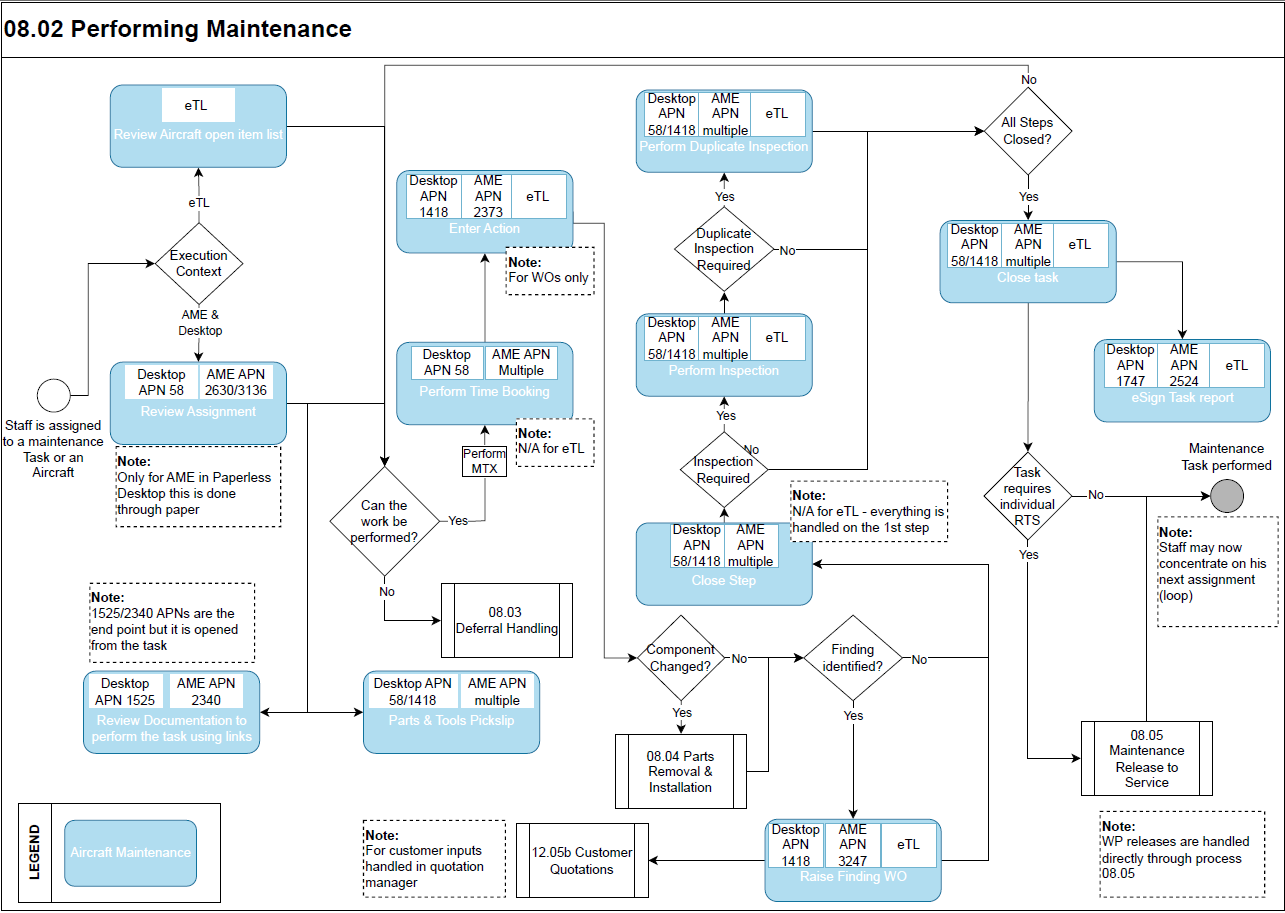 08.02 Performing Maintenance
eTL
Review Aircraft open item list
eTL
Execution
Context
AME &
Desktop
Staff is assigned
to a maintenance
Task or an
Aircraft
Desktop
APN 58
AME APN
2630/3136
Review Assignment
Note:
Only for AME in Paperless
Desktop this is done
through paper
Note:
1525/2340 APNs are the
end point but it is opened
from the task
Desktop
APN 1525
AME APN
2340
Review Documentation to
perform the task using links
Desktop APN
58/1418
AME APN
multiple
Parts & Tools Pickslip
Can the
work be
performed?
Yes
No
08.03
Deferral Handling
Perform
MTX
Desktop
APN 58
AME APN
Multiple
Perform Time Booking
Note:
N/A for eTL
Desktop
APN
1418
AME
APN
2373
eTL
Enter Action
Note:
For WOs only
Component
Changed?
No
Yes
08.04 Parts
Removal &
Installation
Finding
identified?
No
Yes
Desktop
APN
1418
AME
APN
3247
eTL
Raise Finding WO
12.05b Customer
Quotations
Note:
For customer inputs
handled in quotation
manager
Desktop
APN
58/1418
AME
APN
multiple
Close Step
Note:
N/A for eTL - everything is
handled on the 1st step
Inspection
Required
No
Yes
Desktop
APN
58/1418
AME
APN
multiple
eTL
Perform Inspection
Duplicate
Inspection
Required
No
Yes
Desktop
APN
58/1418
AME
APN
multiple
eTL
Perform Duplicate Inspection
No
All Steps
Closed?
Yes
Desktop
APN
58/1418
AME
APN
multiple
eTL
Close task
Desktop
APN
1747
AME
APN
2524
eTL
eSign Task report
Task
requires
individual
RTS
No
Yes
Maintenance
Task performed
Note:
Staff may now
concentrate on his
next assignment
(loop)
08.05
Maintenance
Release to
Service
Note:
WP releases are handled
directly through process
08.05
LEGEND
Aircraft Maintenance